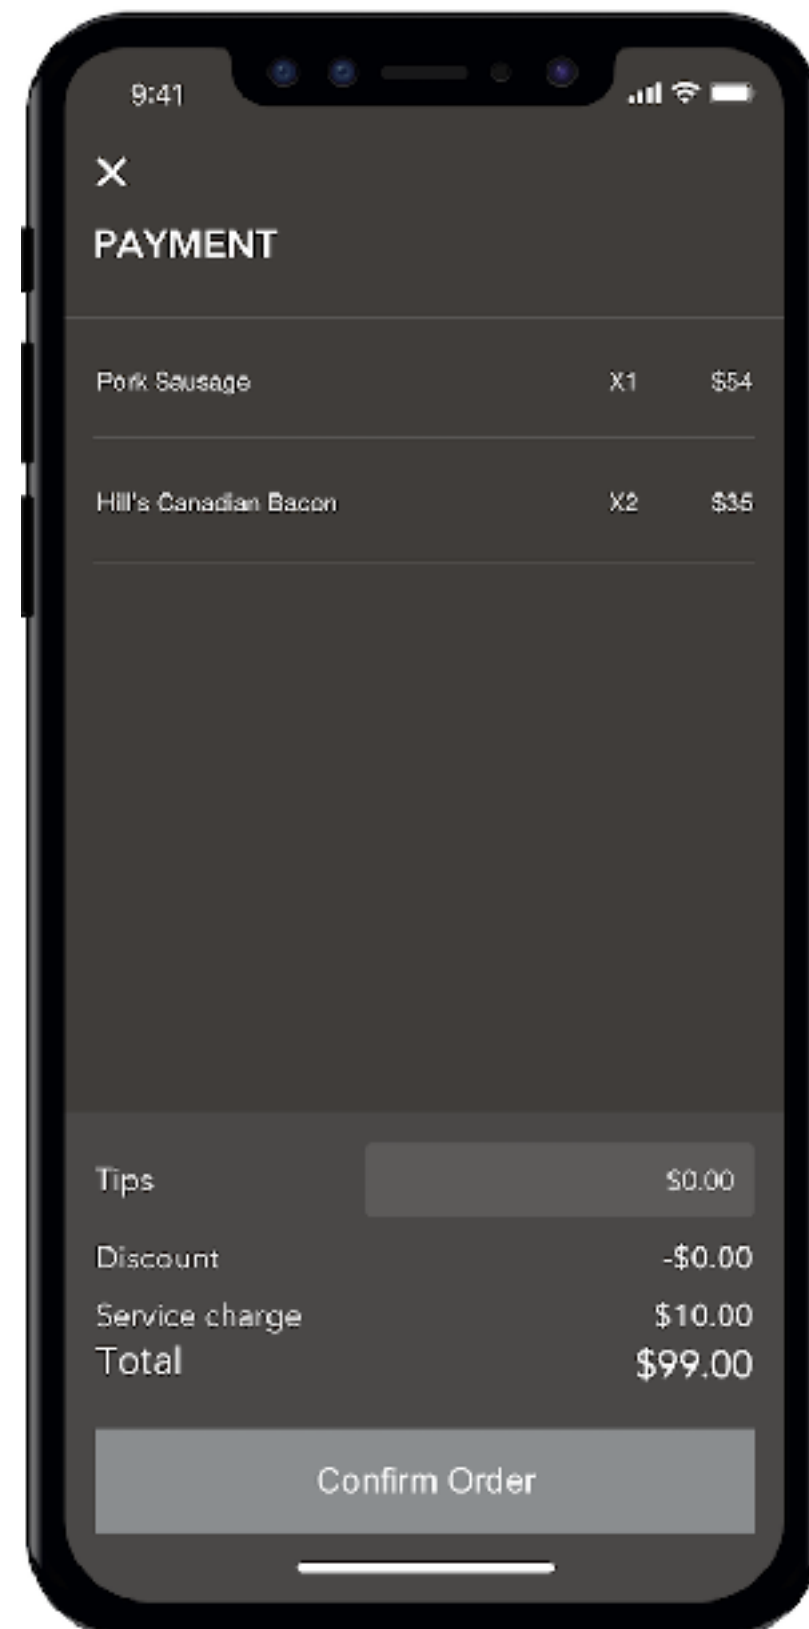 9:41
PAYMENT
Pork Sausage X1 $54
Hill's Canadian Bacon X2 $35
Tips $0.00
Discount -$0.00
Service charge $10.00
Total $99.00
Confirm Order